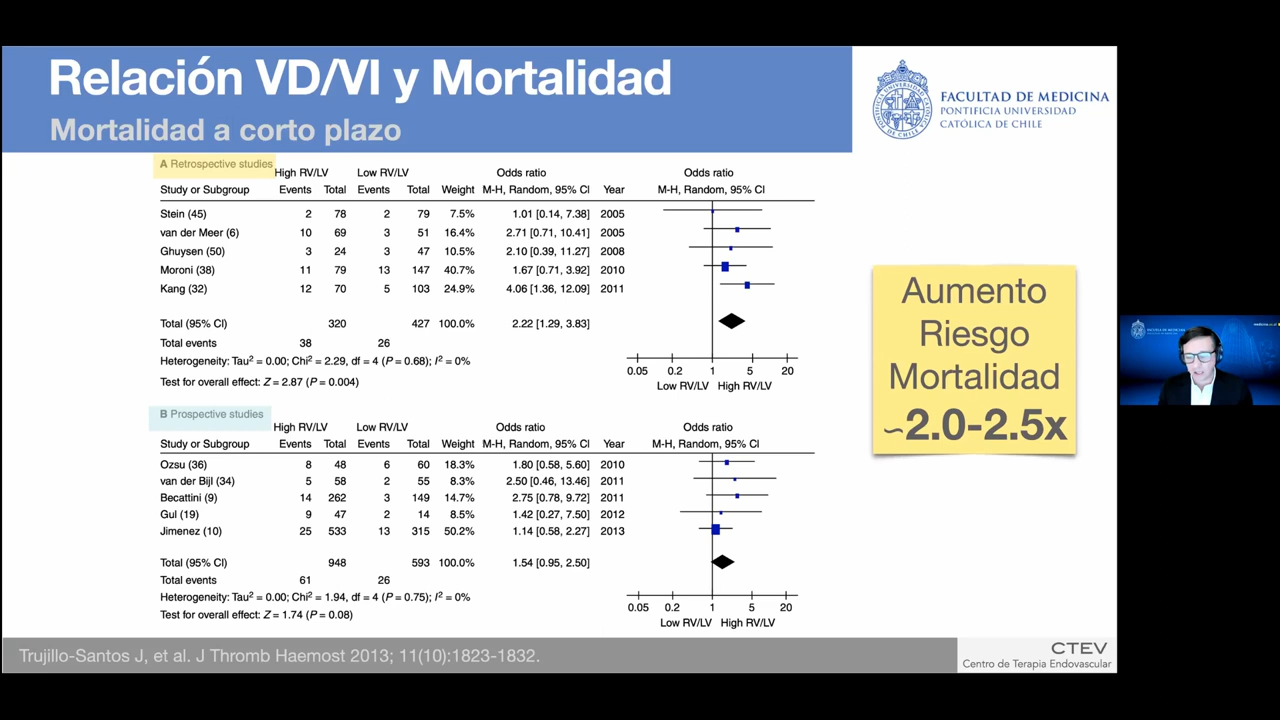 Relación VD/VI y Mortalidad
Mortalidad a corto plazo
FACULTAD DE MEDICINA
PONTIFICIA UNIVERSIDAD
CATÓLICA DE CHILE
A Retrospective studies
High RV/LV Low RV/LV Odds ratio Odds ratio
Study or Subgroup Events Total Events Total Weight M-H, Random, 95% CI Year M-H, Random, 95% CI
Stein (45) 2 78 2 79 7.5% 1.01 [0.14, 7.38] 2005
van der Meer (6) 10 69 3 51 16.4% 2.71 [0.71, 10.41] 2005
Ghuysen (50) 3 24 3 47 10.5% 2.10 [0.39, 11.27] 2008
Moroni (38) 11 79 13 147 40.7% 1.67 [0.71, 3.92] 2010
Kang (32) 12 70 5 103 24.9% 4.06 [1.36, 12.09] 2011
Total (95% CI) 320 427 100.0% 2.22 [1.29, 3.83]
Total events 38 26
Heterogeneity: Tau² = 0.00; Chi² = 2.29, df = 4 (P = 0.68); I² = 0%
Test for overall effect: Z = 2.87 (P = 0.004)
0.05 0.2 1 5 20
Low RV/LV High RV/LV
B Prospective studies
High RV/LV Low RV/LV Odds ratio Odds ratio
Study or Subgroup Events Total Events Total Weight M-H, Random, 95% CI Year M-H, Random, 95% CI
Ozsu (36) 8 48 6 60 18.3% 1.80 [0.58, 5.60] 2010
van der Bijl (34) 5 58 2 55 8.3% 2.50 [0.46, 13.46] 2011
Becattini (9) 14 262 3 149 14.7% 2.75 [0.78, 9.72] 2011
Gul (19) 9 47 2 14 8.5% 1.42 [0.27, 7.50] 2012
Jimenez (10) 25 533 13 315 50.2% 1.14 [0.58, 2.27] 2013
Total (95% CI) 948 593 100.0% 1.54 [0.95, 2.50]
Total events 61 26
Heterogeneity: Tau² = 0.00; Chi² = 1.94, df = 4 (P = 0.75); I² = 0%
Test for overall effect: Z = 1.74 (P = 0.08)
0.05 0.2 1 5 20
Low RV/LV High RV/LV
Aumento
Riesgo
Mortalidad
~2.0-2.5x
Trujillo-Santos J, et al. J Thromb Haemost 2013; 11(10):1823-1832.
CTEV
Centro de Terapia Endovascular